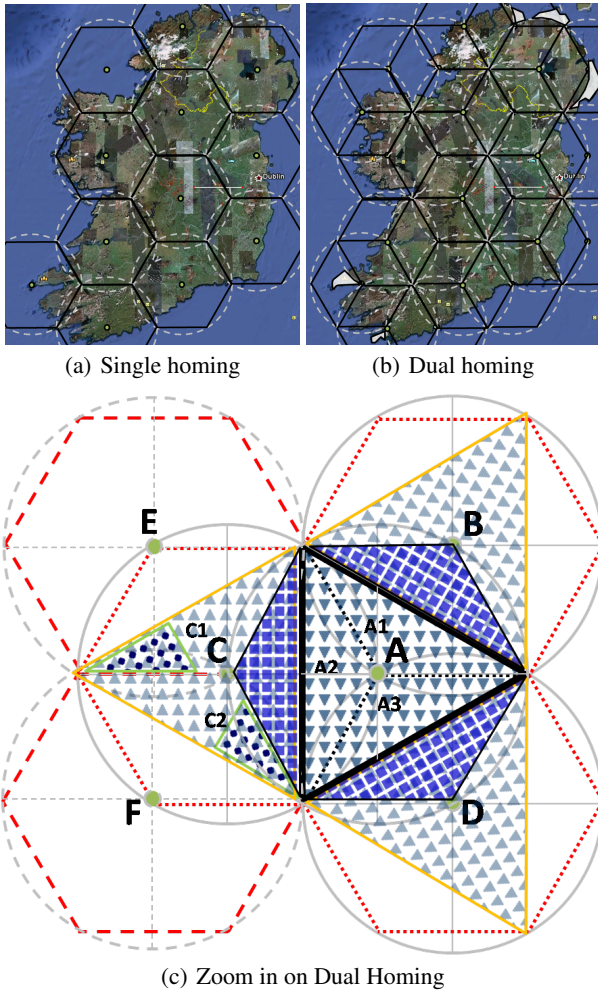 Dublin
Dublin
(a) Single homing
(b) Dual homing
E
B
C1
A1
C
A2
A
A3
C2
F
D
(c) Zoom in on Dual Homing